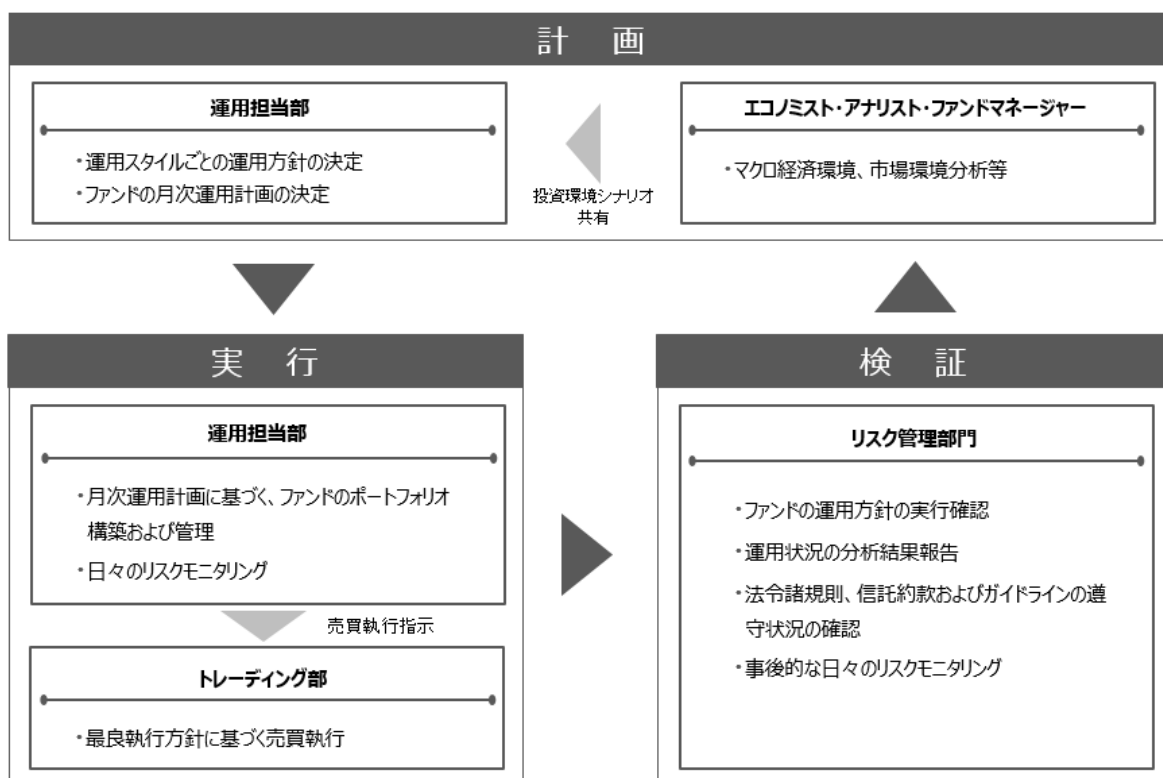 計　画
運用担当部
・運用スタイルごとの運用方針の決定
・ファンドの月次運用計画の決定
投資環境シナリオ
共有
エコノミスト・アナリスト・ファンドマネージャー
・マクロ経済環境、市場環境分析等
実　行
運用担当部
・月次運用計画に基づく、ファンドのポートフォリオ
構築および管理
・日々のリスクモニタリング
売買執行指示
トレーディング部
・最良執行方針に基づく売買執行
検　証
リスク管理部門
・ファンドの運用方針の実行確認
・運用状況の分析結果報告
・法令諸規則、信託約款およびガイドラインの遵
守状況の確認
・事後的な日々のリスクモニタリング